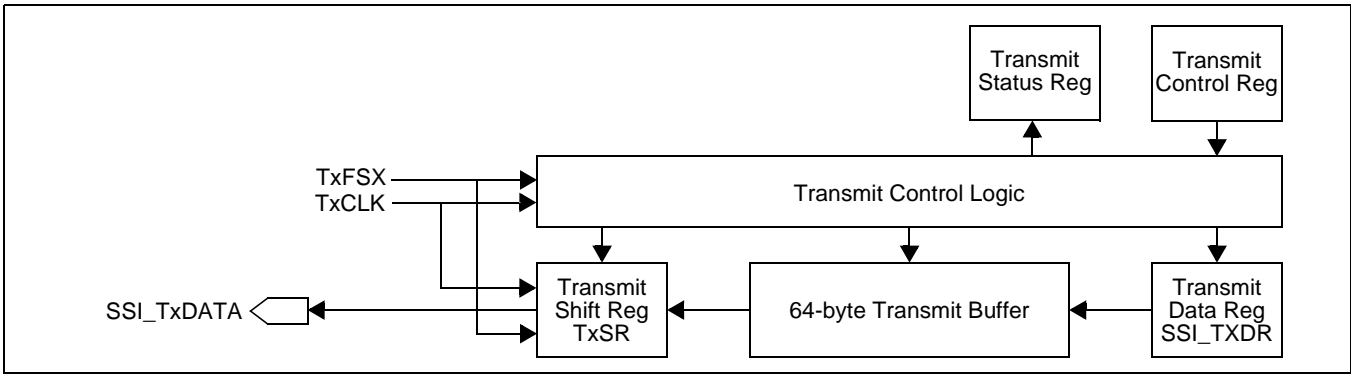 Transmit
Status Reg
Transmit
Control Reg
TxFSX
TxCLK
Transmit Control Logic
SSI_TxDATA
Transmit
Shift Reg
TxSR
64-byte Transmit Buffer
Transmit
Data Reg
SSI_TXDR